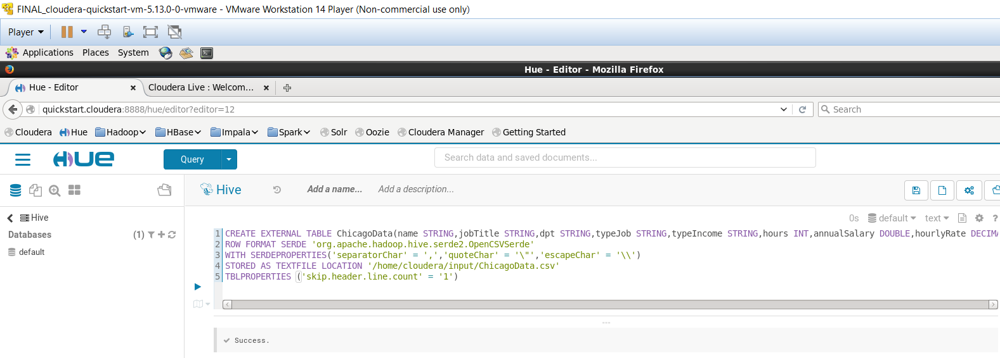 FINAL_cloudera-quickstart-vm-5.13.0-0-vmware - VMware Workstation 14 Player (Non-commercial use only)
Player
Applications Places System
Hue - Editor - Mozilla Firefox
Hue - Editor Cloudera Live : Welcom...
quickstart.cloudera:8888/hue/editor?editor=12 Search
Cloudera Hue Hadoop HBase Impala Spark Solr Oozie Cloudera Manager Getting Started
HUE Query Search data and saved documents...
Hive Add a name... Add a description...
Hive 0s default text ?
Databases (1)
default
1 CREATE EXTERNAL TABLE ChicagoData(name STRING,jobTitle STRING,dpt STRING,typeJob STRING,typeIncome STRING,hours INT,annualSalary DOUBLE,hourlyRate DECIMA
2 ROW FORMAT SERDE 'org.apache.hadoop.hive.serde2.OpenCSVSerde'
3 WITH SERDEPROPERTIES('separatorChar' = ',','quoteChar' = '\"','escapeChar' = '\\')
4 STORED AS TEXTFILE LOCATION '/home/cloudera/input/ChicagoData.csv'
5 TBLPROPERTIES ('skip.header.line.count' = '1')
Success.